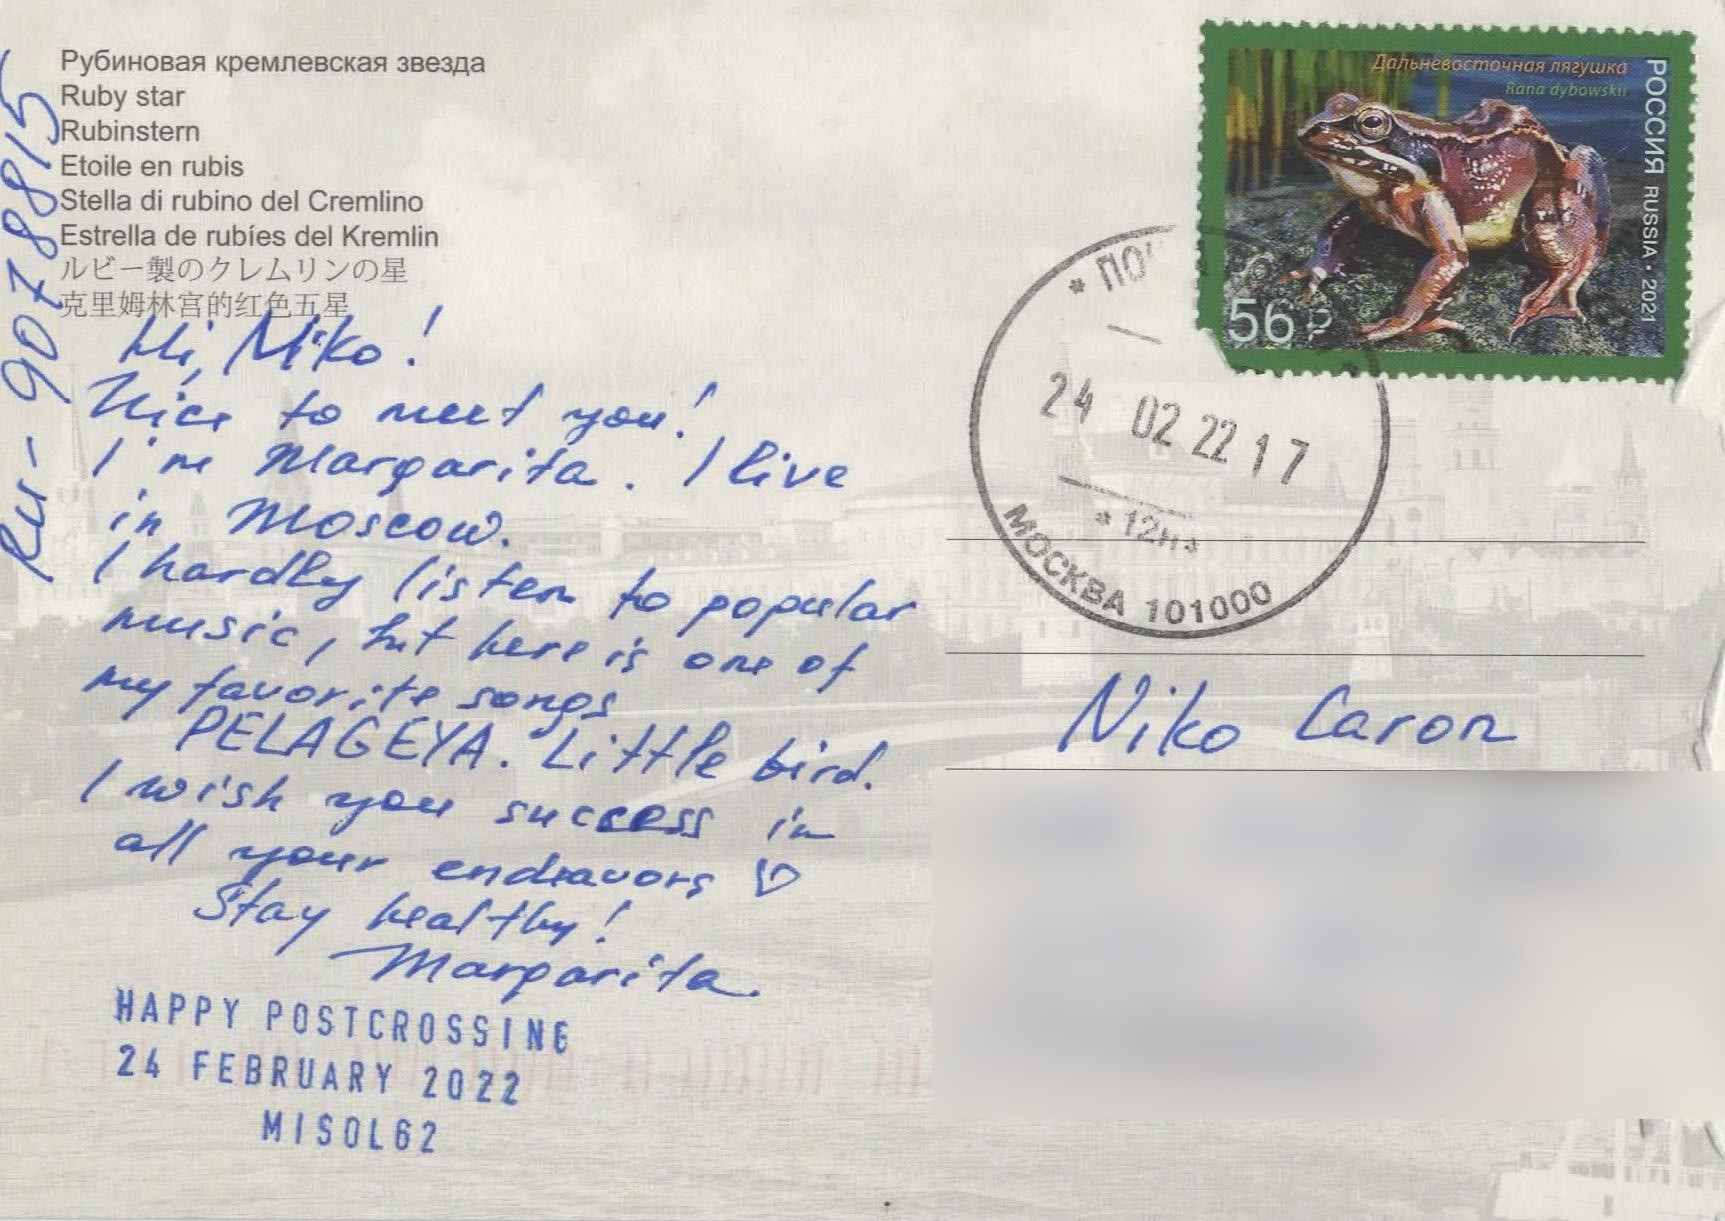 Рубиновая кремлевская звезда
Ruby star
Rubinstern
Etoile en rubis
Stella di rubino del Cremlino
Estrella de rubíes del Kremlin
ルビー製のクレムリンの星
克里姆林宫的红色五星
RU-9078815
Hi, Niko!
Nice to meet you!
I'm Margarita. I live
in Moscow.
I hardly listen to popular
music, but here is one of
my favorite songs
PELAGEYA. Little bird.
I wish you success in
all your endeavors ♡
Stay healthy!
Margarita.
HAPPY POSTCROSSING
24 FEBRUARY 2022
MISOL62
Дальневосточная лягушка
Rana dybowskii
РОССИЯ RUSSIA • 2021
56 ₽
24 02 22 17
МОСКВА 101000
Niko Caron